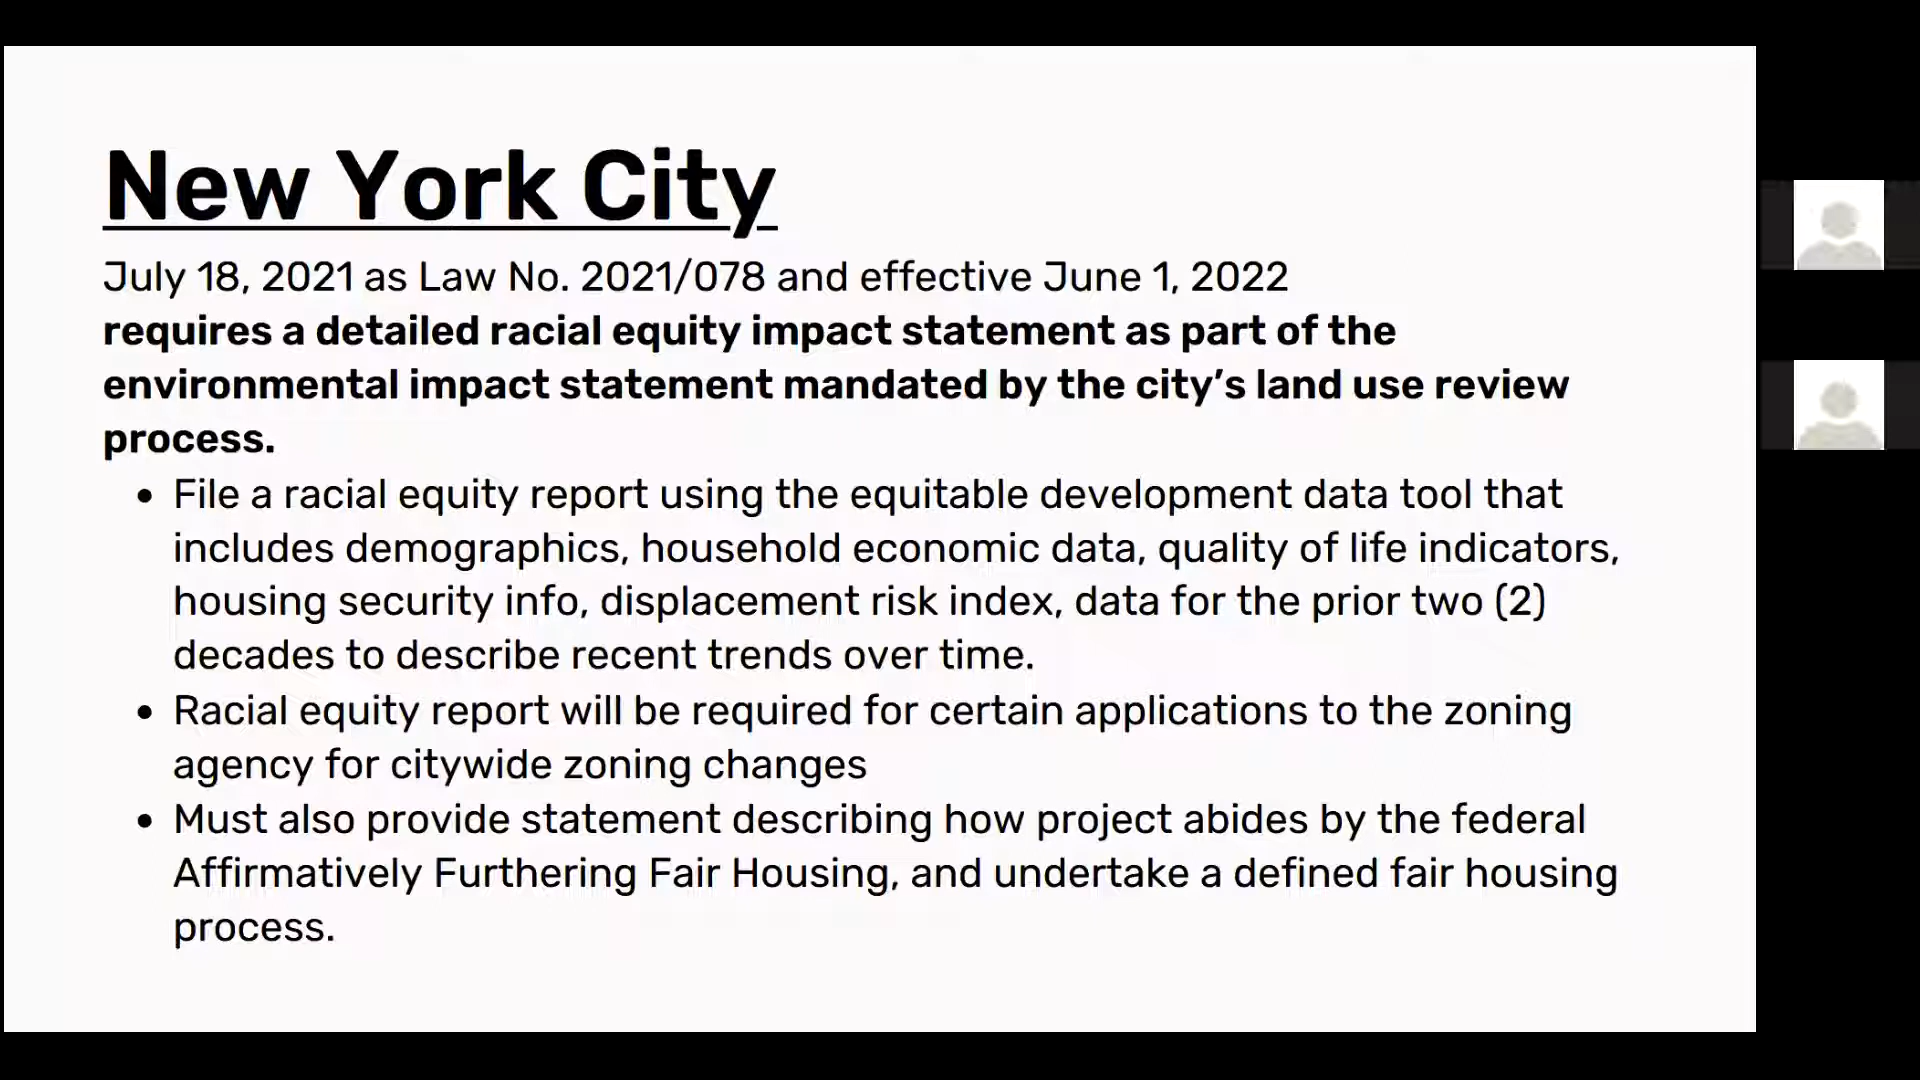 New York City
July 18, 2021 as Law No. 2021/078 and effective June 1, 2022
requires a detailed racial equity impact statement as part of the
environmental impact statement mandated by the city’s land use review
process.
• File a racial equity report using the equitable development data tool that
includes demographics, household economic data, quality of life indicators,
housing security info, displacement risk index, data for the prior two (2)
decades to describe recent trends over time.
• Racial equity report will be required for certain applications to the zoning
agency for citywide zoning changes
• Must also provide statement describing how project abides by the federal
Affirmatively Furthering Fair Housing, and undertake a defined fair housing
process.